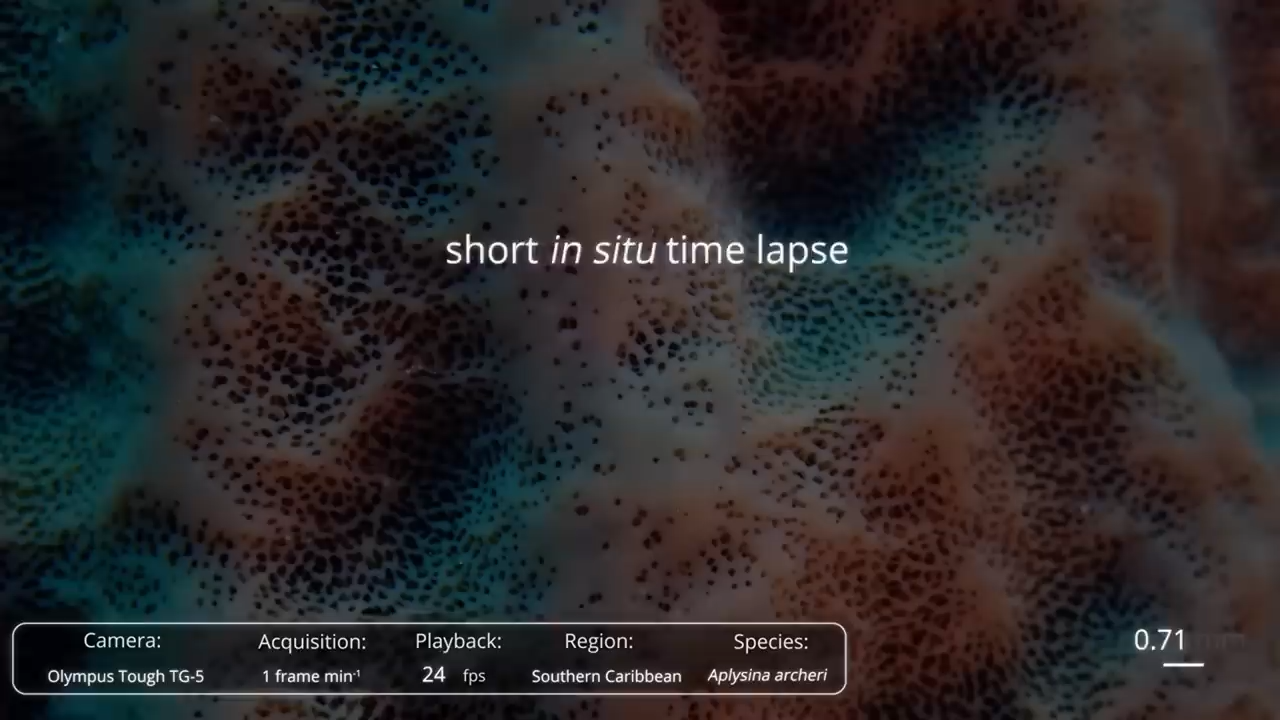 short in situ time lapse
Camera: Acquisition: Playback: Region: Species:
Olympus Tough TG-5 1 frame min⁻¹ 24 fps Southern Caribbean Aplysina archeri
0.71